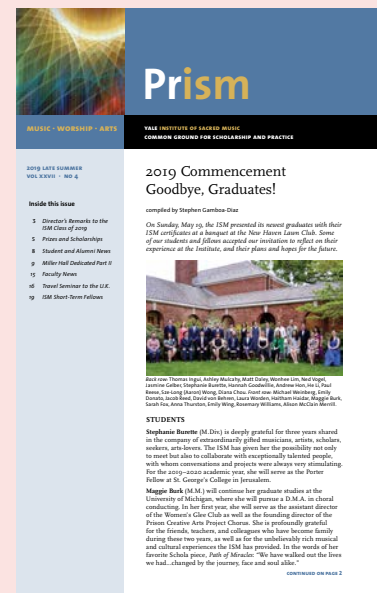 Prism
MUSIC · WORSHIP · ARTS
YALE INSTITUTE OF SACRED MUSIC
COMMON GROUND FOR SCHOLARSHIP AND PRACTICE
2019 LATE SUMMER
VOL XXVII · NO 4
Inside this issue
3 Director's Remarks to the
ISM Class of 2019
5 Prizes and Scholarships
8 Student and Alumni News
9 Miller Hall Dedicated Part II
15 Faculty News
16 Travel Seminar to the U.K.
19 ISM Short-Term Fellows
2019 Commencement
Goodbye, Graduates!
compiled by Stephen Gamboa-Diaz
On Sunday, May 19, the ISM presented its newest graduates with their
ISM certificates at a banquet at the New Haven Lawn Club. Some
of our students and fellows accepted our invitation to reflect on their
experience at the Institute, and their plans and hopes for the future.
Back row: Thomas Ingui, Ashley Mulcahy, Matt Daley, Wonhee Lim, Ned Vogel,
Lasmine Gelber, Stephanie Burette, Hannah Goodwillie, Andrew Hon, He Li, Paul
Reese, Sze-Long (Aaron) Wong, Diana Chou. Front row: Michael Weinberg, Emily
Donato, Jacob Reed, David von Behren, Laura Worden, Haitham Haidar, Maggie Burk,
Sarah Fox, Anna Thurston, Emily Wing, Rosemary Williams, Alison McClain Merrill.
STUDENTS
Stephanie Burette (M.Div.) is deeply grateful for three years shared
in the company of extraordinarily gifted musicians, artists, scholars,
seekers, arts-lovers. The ISM has given her the possibility not only
to meet but also to collaborate with exceptionally talented people,
with whom conversations and projects were always very stimulating.
For the 2019–2020 academic year, she will serve as the Porter
Fellow at St. George's College in Jerusalem.
Maggie Burk (M.M.) will continue her graduate studies at the
University of Michigan, where she will pursue a D.M.A. in choral
conducting. In her first year, she will serve as the assistant director
of the Women's Glee Club as well as the founding director of the
Prison Creative Arts Project Chorus. She is profoundly grateful
for the friends, teachers, and colleagues who have become family
during these two years, as well as for the unbelievably rich musical
and cultural experiences the ISM has provided. In the words of her
favorite Schola piece, Path of Miracles: "We have walked out the lives
we had...changed by the journey, face and soul alike."
CONTINUED ON PAGE 2